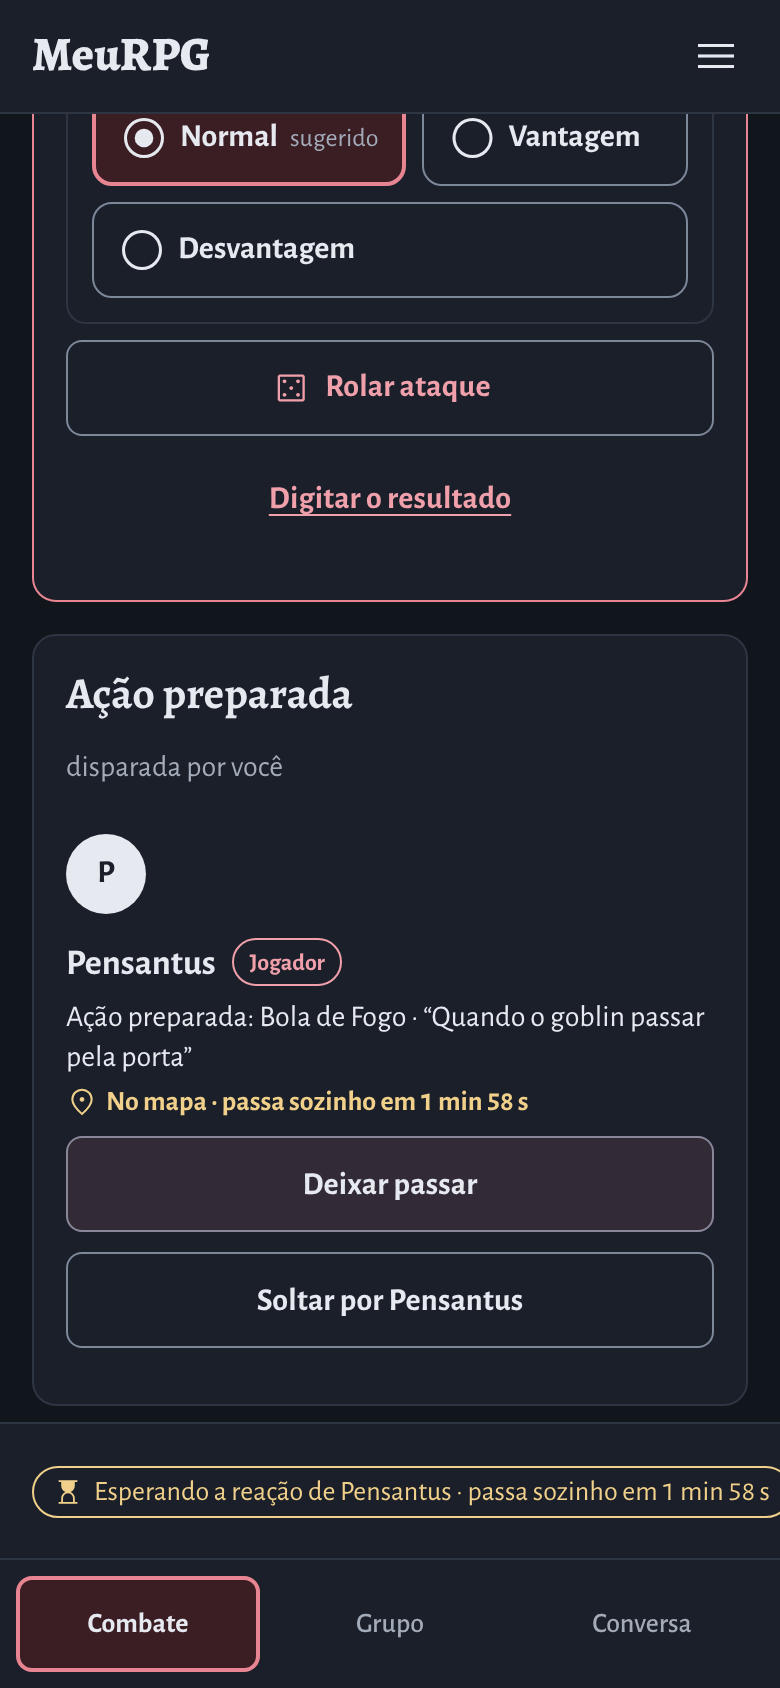 MeuRPG
Normal sugerido
Vantagem
Desvantagem
Rolar ataque
Digitar o resultado
Ação preparada
disparada por você
P
Pensantus Jogador
Ação preparada: Bola de Fogo · “Quando o goblin passar
pela porta”
No mapa · passa sozinho em 1 min 58 s
Deixar passar
Soltar por Pensantus
Esperando a reação de Pensantus · passa sozinho em 1 min 58 s
Combate
Grupo
Conversa